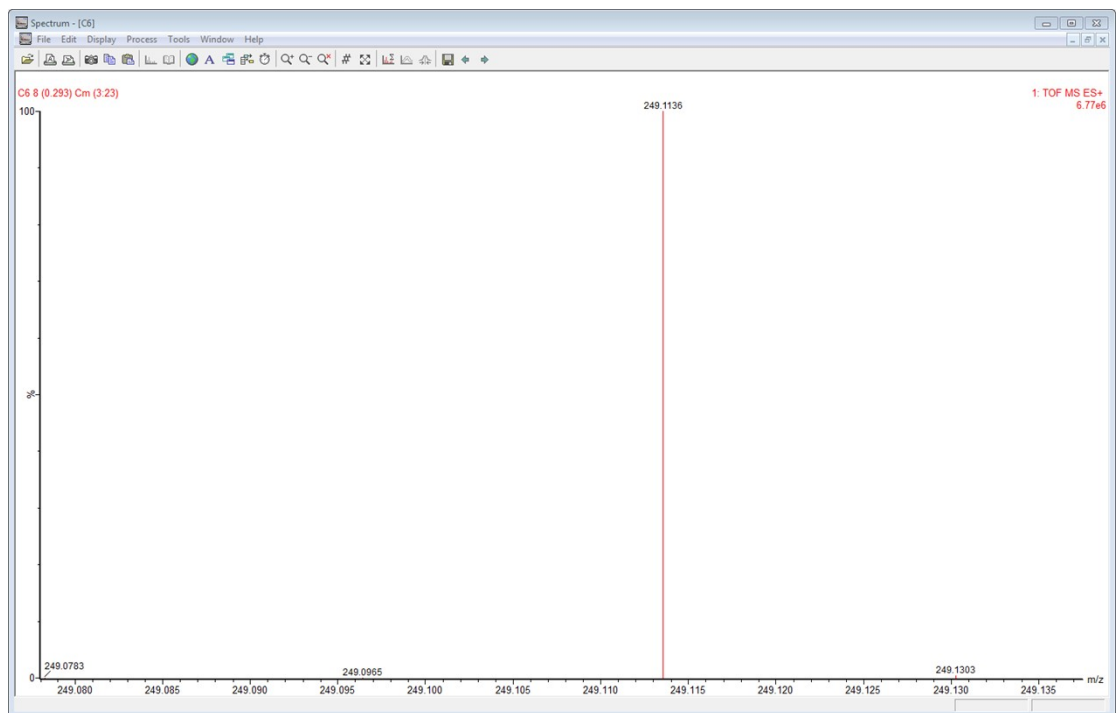 Spectrum - [C6]
File Edit Display Process Tools Window Help
C6 8 (0.293) Cm (3:23)
1: TOF MS ES+
6.77e6
100
249.1136
%
249.0783
249.0965
249.1303
0
m/z
249.080 249.085 249.090 249.095 249.100 249.105 249.110 249.115 249.120 249.125 249.130 249.135